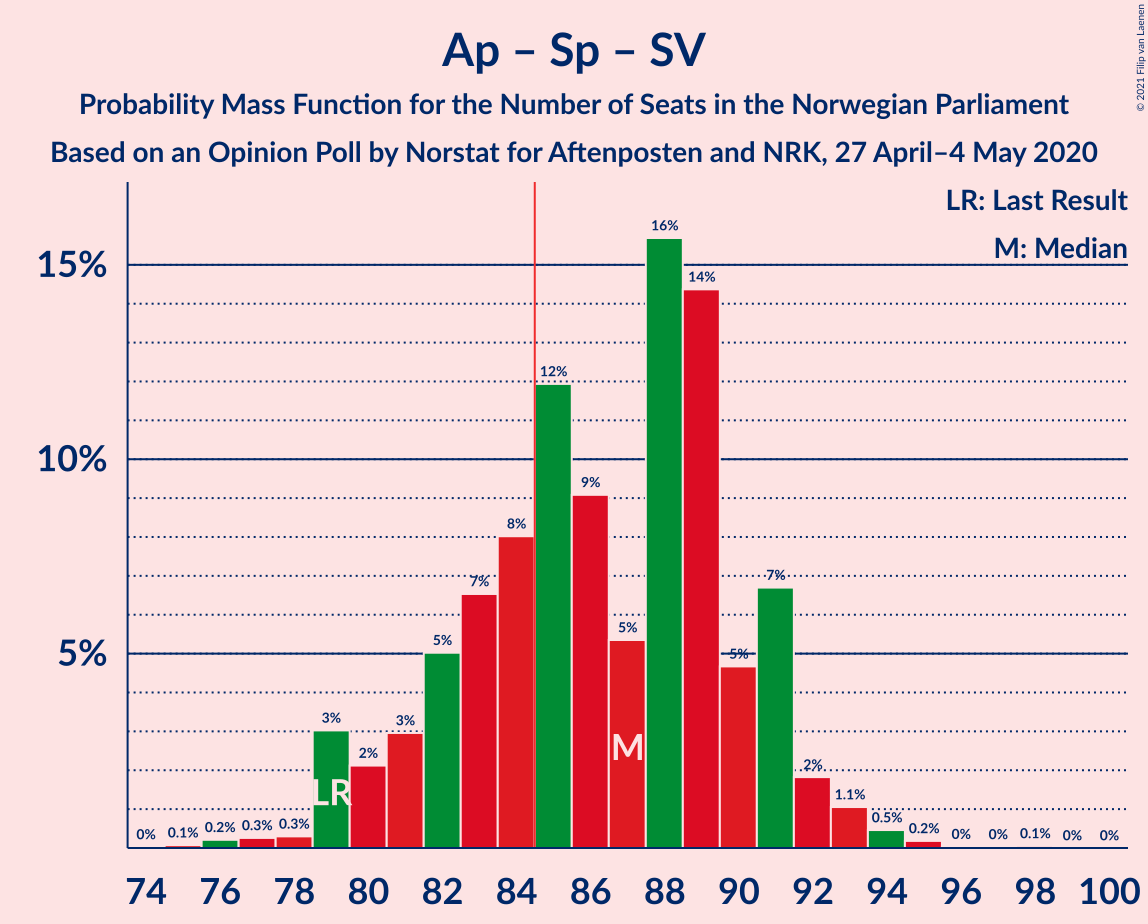 Ap – Sp – SV
Probability Mass Function for the Number of Seats in the Norwegian Parliament
Based on an Opinion Poll by Norstat for Aftenposten and NRK, 27 April–4 May 2020
© 2021 Filip van Laenen
LR: Last Result
M: Median
15%
10%
5%
0% 0.1% 0.2% 0.3% 0.3% 3% 2% 3% 5% 7% 8% 12% 9% 5% 16% 14% 5% 7% 2% 1.1% 0.5% 0.2% 0% 0% 0.1% 0% 0%
LR
M
74 76 78 80 82 84 86 88 90 92 94 96 98 100